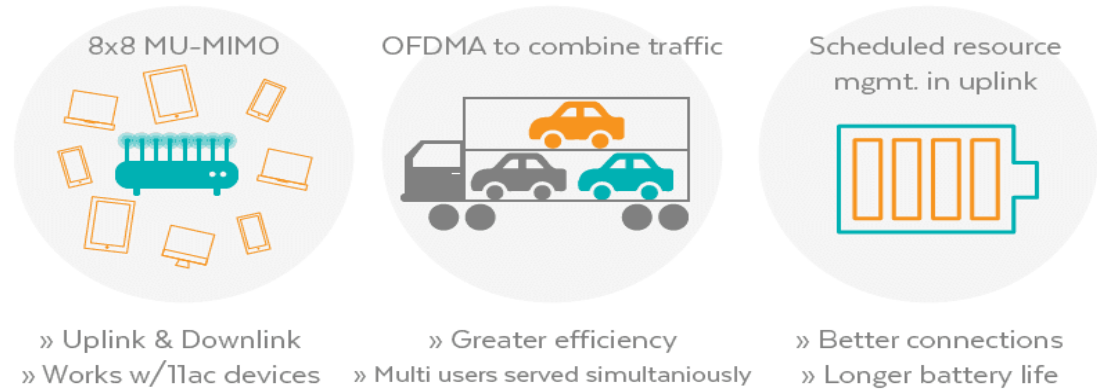 8x8 MU-MIMO
» Uplink & Downlink
» Works w/11ac devices
OFDMA to combine traffic
» Greater efficiency
» Multi users served simultaniously
Scheduled resource
mgmt. in uplink
» Better connections
» Longer battery life